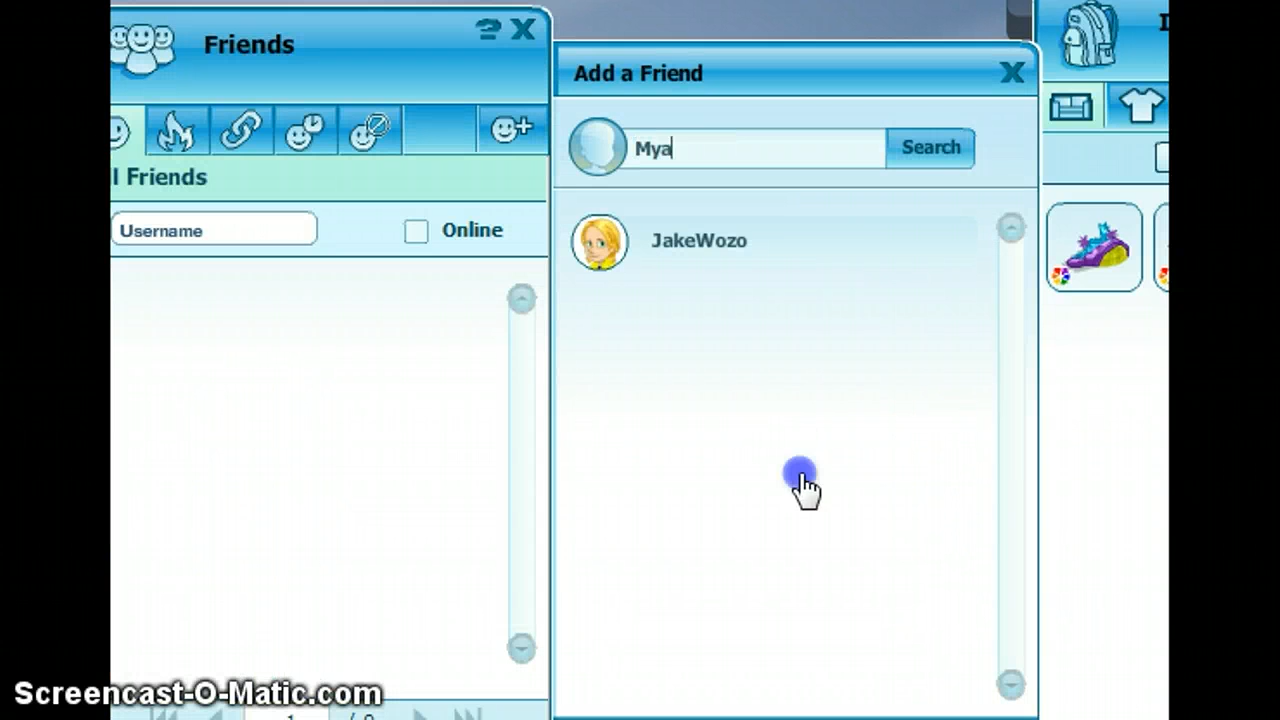 Friends
Add a Friend
Mya
Search
l Friends
Username
Online
JakeWozo
Screencast-O-Matic.com